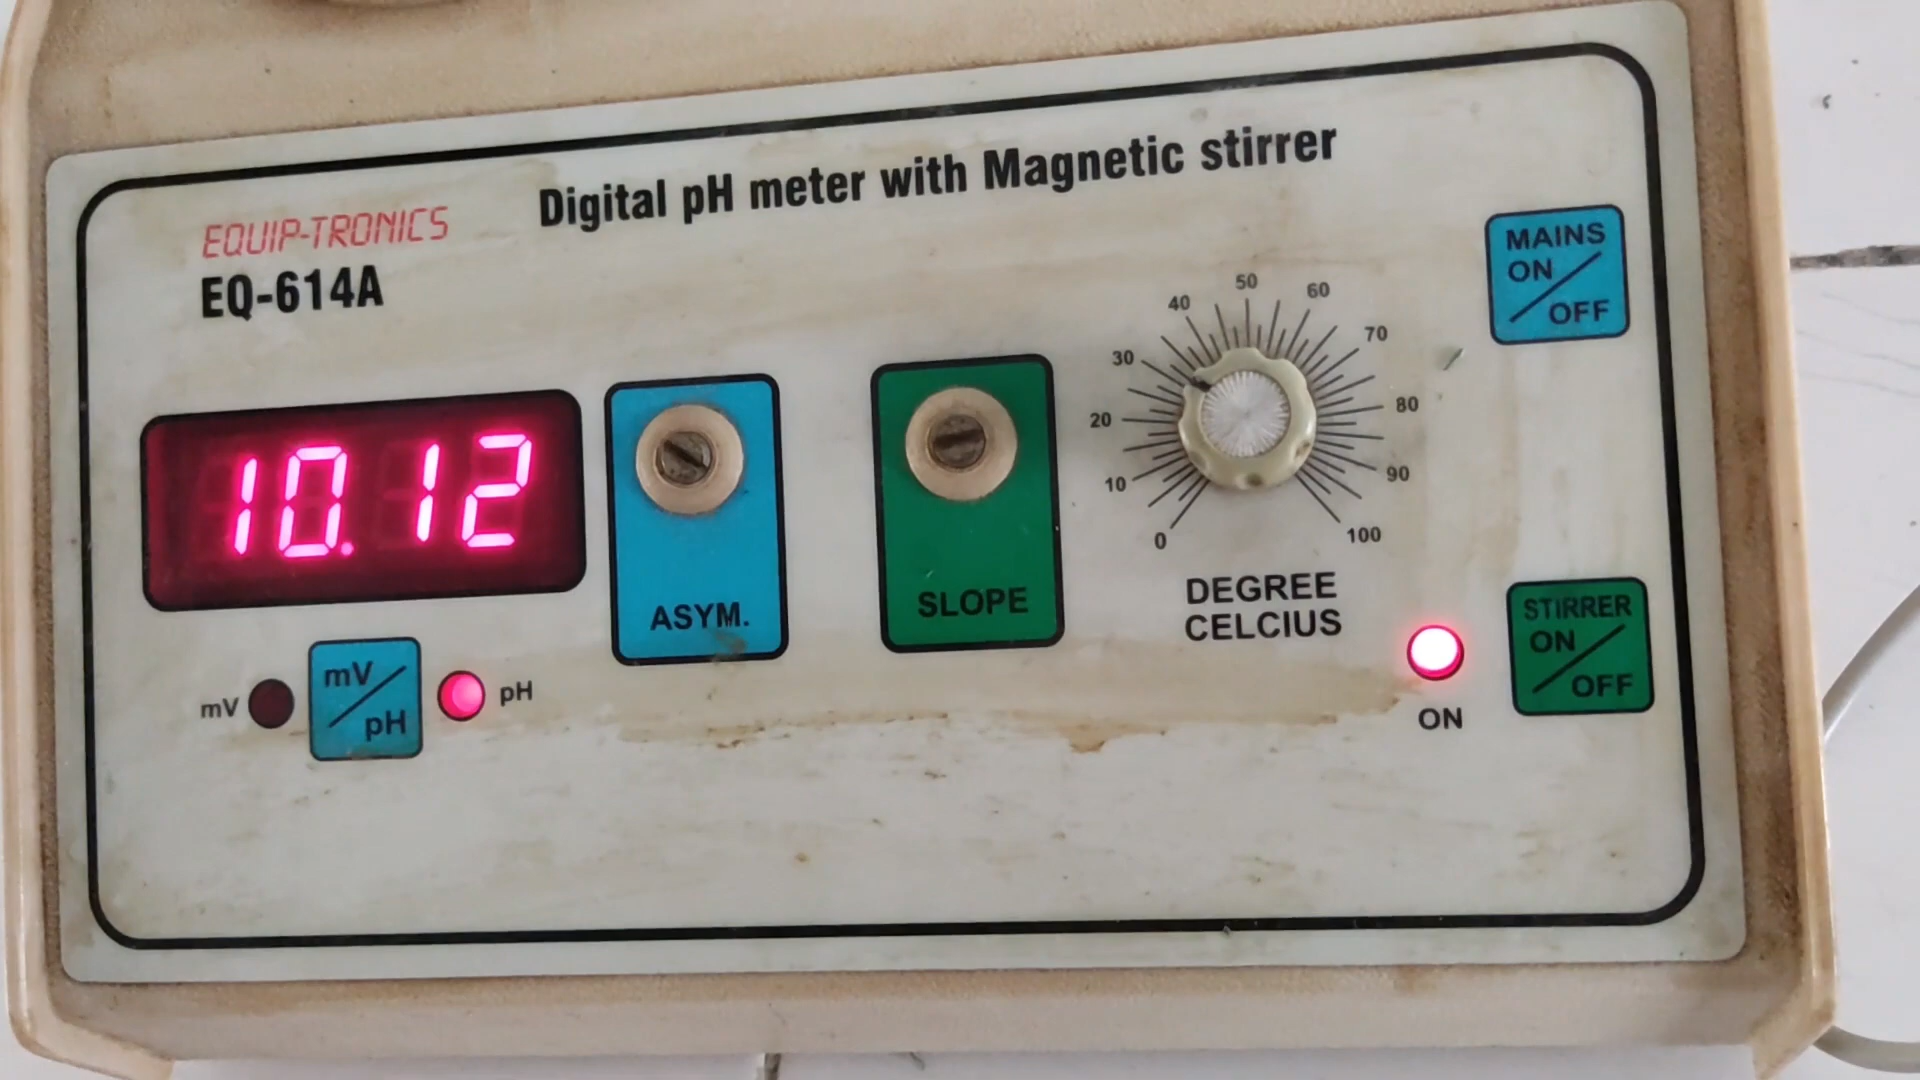 Digital pH meter with Magnetic stirrer
EQUIP-TRONICS
EQ-614A
MAINS
ON
OFF
10.12
ASYM.
SLOPE
0
10
20
30
40
50
60
70
80
90
100
DEGREE
CELCIUS
mV
mV
pH
pH
ON
STIRRER
ON
OFF